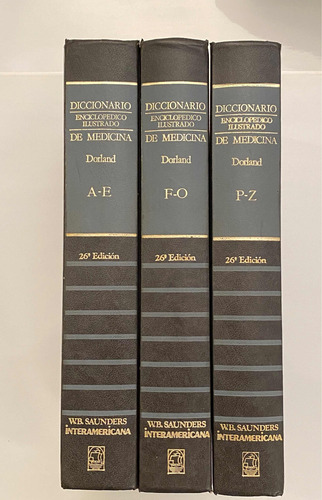 DICCIONARIO
ENCICLOPEDICO
ILUSTRADO
DE MEDICINA
Dorland
A-E
26ª Edición
W.B. SAUNDERS
iNTERAMERiCANA
DICCIONARIO
ENCICLOPEDICO
ILUSTRADO
DE MEDICINA
Dorland
F-O
26ª Edición
W.B. SAUNDERS
iNTERAMERiCANA
DICCIONARIO
ENCICLOPEDICO
ILUSTRADO
DE MEDICINA
Dorland
P-Z
26ª Edición
W.B. SAUNDERS
iNTERAMERiCANA